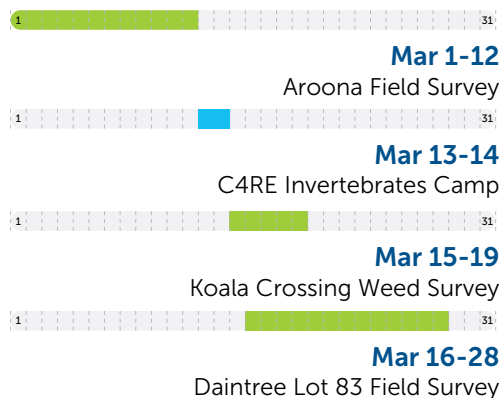 1 31
Mar 1-12
Aroona Field Survey
1 31
Mar 13-14
C4RE Invertebrates Camp
1 31
Mar 15-19
Koala Crossing Weed Survey
1 31
Mar 16-28
Daintree Lot 83 Field Survey